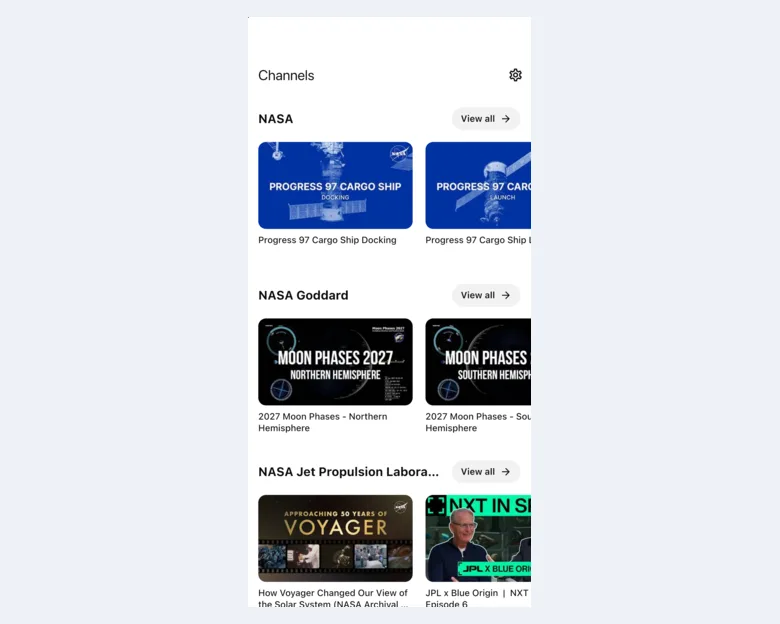 Channels
NASA
View all
NASA
PROGRESS 97 CARGO SHIP
DOCKING
PROGRESS 97 CARG
LAUNCH
Progress 97 Cargo Ship Docking
Progress 97 Cargo Ship L
NASA Goddard
View all
Moon Phases 2027
MOON PHASES 2027
NORTHERN HEMISPHERE
MOON PHASES
SOUTHERN HEMISPH
2027 Moon Phases - Northern
Hemisphere
2027 Moon Phases - Sou
Hemisphere
NASA Jet Propulsion Labora...
View all
APPROACHING 50 YEARS OF
VOYAGER
NXT IN S
JPL X BLUE ORI
How Voyager Changed Our View of
the Solar System (NASA Archival ...
JPL x Blue Origin | NXT
Episode 6